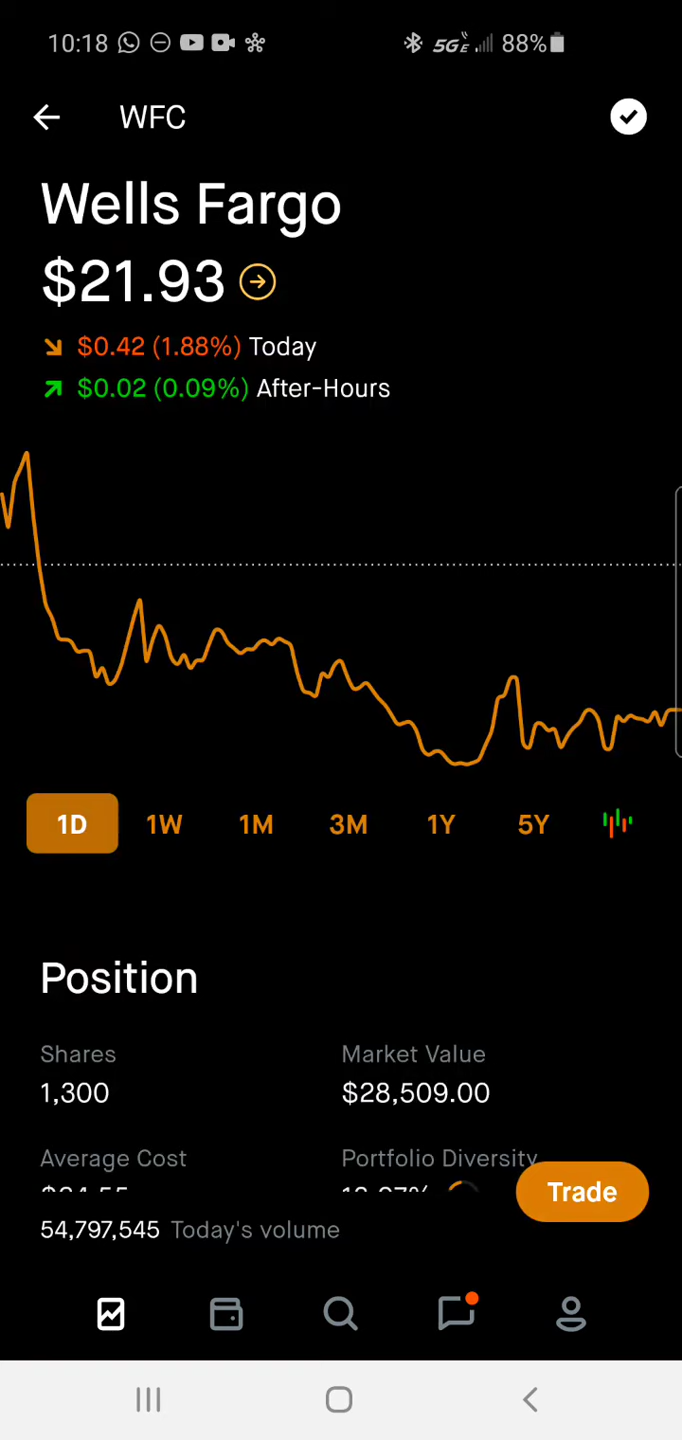 10:18 5GE 88%
WFC
Wells Fargo
$21.93
$0.42 (1.88%) Today
$0.02 (0.09%) After-Hours
1D 1W 1M 3M 1Y 5Y
Position
Shares Market Value
1,300 $28,509.00
Average Cost Portfolio Diversity
Trade
54,797,545 Today's volume